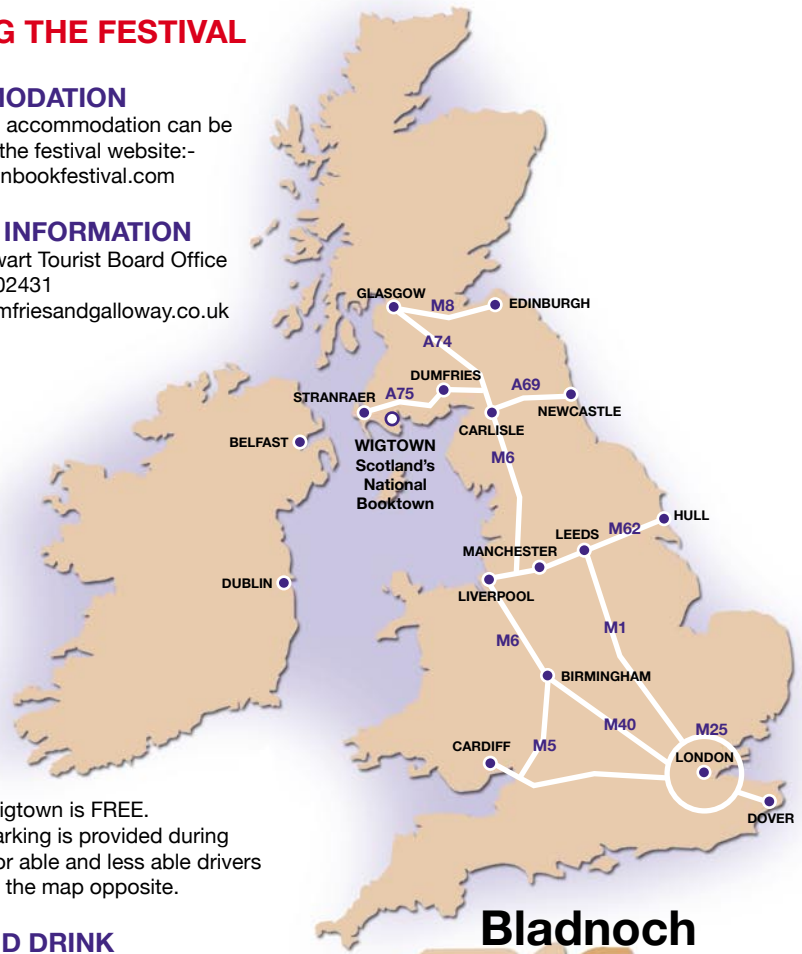 G THE FESTIVAL
MODATION
accommodation can be
the festival website:-
nbookfestival.com
INFORMATION
wart Tourist Board Office
02431
mfriesandgalloway.co.uk
GLASGOW
M8
EDINBURGH
A74
DUMFRIES
A69
STRANRAER
A75
NEWCASTLE
CARLISLE
BELFAST
WIGTOWN
Scotland's
National
Booktown
M6
HULL
M62
LEEDS
MANCHESTER
DUBLIN
LIVERPOOL
M6
M1
BIRMINGHAM
M40
M25
CARDIFF
M5
LONDON
DOVER
igtown is FREE.
arking is provided during
or able and less able drivers
the map opposite.
D DRINK
Bladnoch